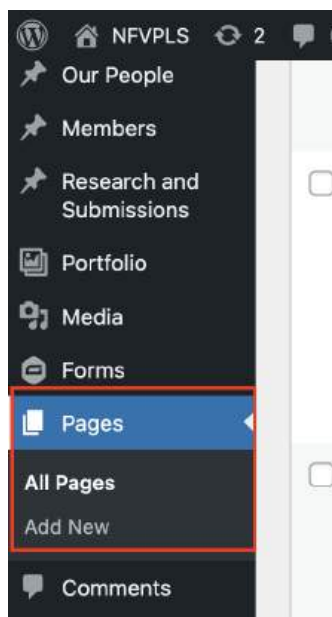 NFVPLS 2
Our People
Members
Research and
Submissions
Portfolio
Media
Forms
Pages
All Pages
Add New
Comments